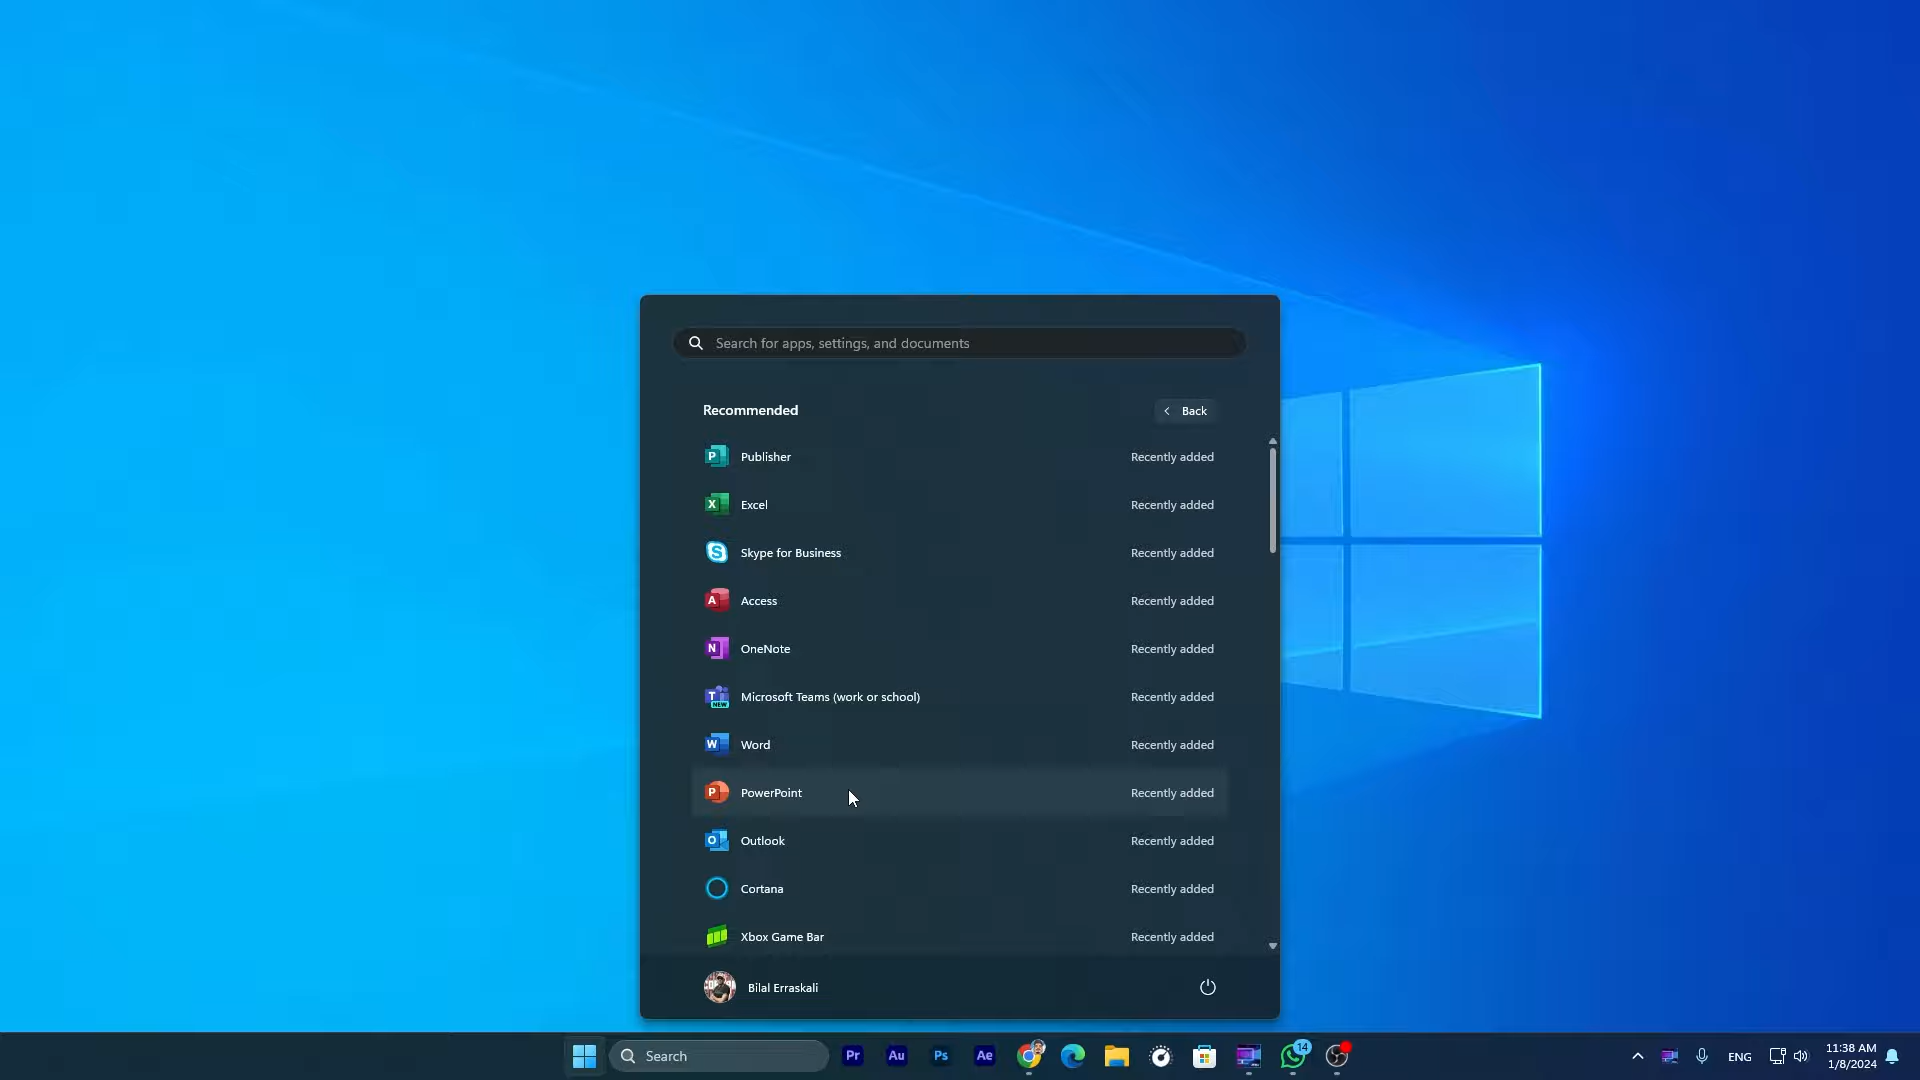 Search for apps, settings, and documents
Recommended
Back
Publisher Recently added
Excel Recently added
Skype for Business Recently added
Access Recently added
OneNote Recently added
Microsoft Teams (work or school) Recently added
Word Recently added
PowerPoint Recently added
Outlook Recently added
Cortana Recently added
Xbox Game Bar Recently added
Bilal Erraskali
Search
Pr
Au
Ps
Ae
14
ENG
11:38 AM
1/8/2024